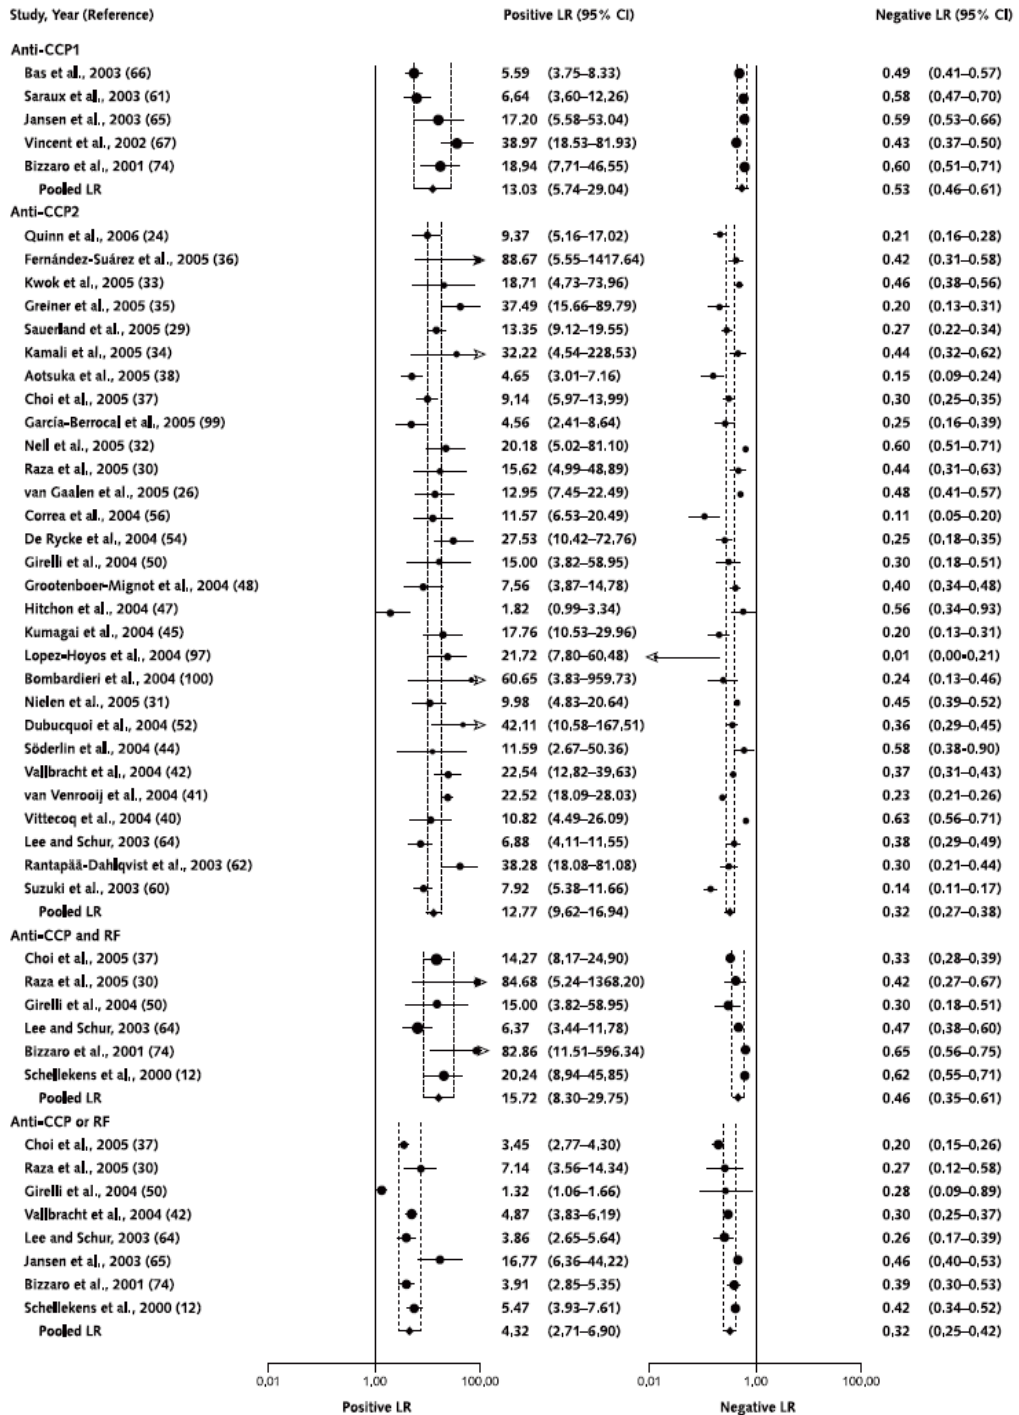 Study, Year (Reference) Positive LR (95% CI) Negative LR (95% CI)
Anti-CCP1
Bas et al., 2003 (66) 5.59 (3.75–8.33) 0.49 (0.41–0.57)
Saraux et al., 2003 (61) 6.64 (3.60–12.26) 0.58 (0.47–0.70)
Jansen et al., 2003 (65) 17.20 (5.58–53.04) 0.59 (0.53–0.66)
Vincent et al., 2002 (67) 38.97 (18.53–81.93) 0.43 (0.37–0.50)
Bizzaro et al., 2001 (74) 18.94 (7.71–46.55) 0.60 (0.51–0.71)
Pooled LR 13.03 (5.74–29.04) 0.53 (0.46–0.61)
Anti-CCP2
Quinn et al., 2006 (24) 9.37 (5.16–17.02) 0.21 (0.16–0.28)
Fernández-Suárez et al., 2005 (36) 88.67 (5.55–1417.64) 0.42 (0.31–0.58)
Kwok et al., 2005 (33) 18.71 (4.73–73.96) 0.46 (0.38–0.56)
Greiner et al., 2005 (35) 37.49 (15.66–89.79) 0.20 (0.13–0.31)
Sauerland et al., 2005 (29) 13.35 (9.12–19.55) 0.27 (0.22–0.34)
Kamali et al., 2005 (34) 32.22 (4.54–228.53) 0.44 (0.32–0.62)
Aotsuka et al., 2005 (38) 4.65 (3.01–7.16) 0.15 (0.09–0.24)
Choi et al., 2005 (37) 9.14 (5.97–13.99) 0.30 (0.25–0.35)
García-Berrocal et al., 2005 (99) 4.56 (2.41–8.64) 0.25 (0.16–0.39)
Nell et al., 2005 (32) 20.18 (5.02–81.10) 0.60 (0.51–0.71)
Raza et al., 2005 (30) 15.62 (4.99–48.89) 0.44 (0.31–0.63)
van Gaalen et al., 2005 (26) 12.95 (7.45–22.49) 0.48 (0.41–0.57)
Correa et al., 2004 (56) 11.57 (6.53–20.49) 0.11 (0.05–0.20)
De Rycke et al., 2004 (54) 27.53 (10.42–72.76) 0.25 (0.18–0.35)
Girelli et al., 2004 (50) 15.00 (3.82–58.95) 0.30 (0.18–0.51)
Grootenboer-Mignot et al., 2004 (48) 7.56 (3.87–14.78) 0.40 (0.34–0.48)
Hitchon et al., 2004 (47) 1.82 (0.99–3.34) 0.56 (0.34–0.93)
Kumagai et al., 2004 (45) 17.76 (10.53–29.96) 0.20 (0.13–0.31)
Lopez-Hoyos et al., 2004 (97) 21.72 (7.80–60.48) 0.01 (0.00-0.21)
Bombardieri et al., 2004 (100) 60.65 (3.83–959.73) 0.24 (0.13–0.46)
Nielen et al., 2005 (31) 9.98 (4.83–20.64) 0.45 (0.39–0.52)
Dubucquoi et al., 2004 (52) 42.11 (10.58–167.51) 0.36 (0.29–0.45)
Söderlin et al., 2004 (44) 11.59 (2.67–50.36) 0.58 (0.38-0.90)
Vallbracht et al., 2004 (42) 22.54 (12.82–39.63) 0.37 (0.31–0.43)
van Venrooij et al., 2004 (41) 22.52 (18.09–28.03) 0.23 (0.21–0.26)
Vittecoq et al., 2004 (40) 10.82 (4.49–26.09) 0.63 (0.56–0.71)
Lee and Schur, 2003 (64) 6.88 (4.11–11.55) 0.38 (0.29–0.49)
Rantapää-Dahlqvist et al., 2003 (62) 38.28 (18.08–81.08) 0.30 (0.21–0.44)
Suzuki et al., 2003 (60) 7.92 (5.38–11.66) 0.14 (0.11–0.17)
Pooled LR 12.77 (9.62–16.94) 0.32 (0.27–0.38)
Anti-CCP and RF
Choi et al., 2005 (37) 14.27 (8.17–24.90) 0.33 (0.28–0.39)
Raza et al., 2005 (30) 84.68 (5.24–1368.20) 0.42 (0.27–0.67)
Girelli et al., 2004 (50) 15.00 (3.82–58.95) 0.30 (0.18–0.51)
Lee and Schur, 2003 (64) 6.37 (3.44–11.78) 0.47 (0.38–0.60)
Bizzaro et al., 2001 (74) 82.86 (11.51–596.34) 0.65 (0.56–0.75)
Schellekens et al., 2000 (12) 20.24 (8.94–45.85) 0.62 (0.55–0.71)
Pooled LR 15.72 (8.30–29.75) 0.46 (0.35–0.61)
Anti-CCP or RF
Choi et al., 2005 (37) 3.45 (2.77–4.30) 0.20 (0.15–0.26)
Raza et al., 2005 (30) 7.14 (3.56–14.34) 0.27 (0.12–0.58)
Girelli et al., 2004 (50) 1.32 (1.06–1.66) 0.28 (0.09–0.89)
Vallbracht et al., 2004 (42) 4.87 (3.83–6.19) 0.30 (0.25–0.37)
Lee and Schur, 2003 (64) 3.86 (2.65–5.64) 0.26 (0.17–0.39)
Jansen et al., 2003 (65) 16.77 (6.36–44.22) 0.46 (0.40–0.53)
Bizzaro et al., 2001 (74) 3.91 (2.85–5.35) 0.39 (0.30–0.53)
Schellekens et al., 2000 (12) 5.47 (3.93–7.61) 0.42 (0.34–0.52)
Pooled LR 4.32 (2.71–6.90) 0.32 (0.25–0.42)
0.01 1.00 100.00 0.01 1.00 100.00
Positive LR Negative LR